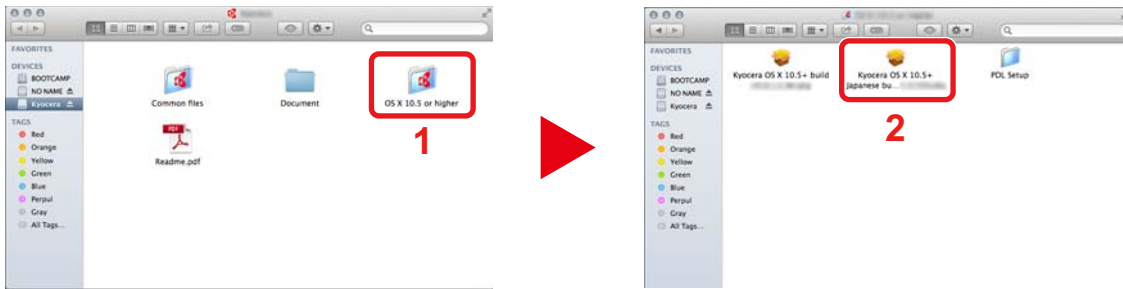 FAVORITES
DEVICES
BOOTCAMP
NO NAME
Kyocera
TAGS
Red
Orange
Yellow
Green
Blue
Perpul
Gray
All Tags...
Common files
Document
OS X 10.5 or higher
1
PDF
Readme.pdf
FAVORITES
DEVICES
BOOTCAMP
NO NAME
Kyocera
TAGS
Red
Orange
Yellow
Green
Blue
Perpul
Gray
All Tags...
Kyocera OS X 10.5+ build
Kyocera OS X 10.5+
Japanese bu...
PDL Setup
2